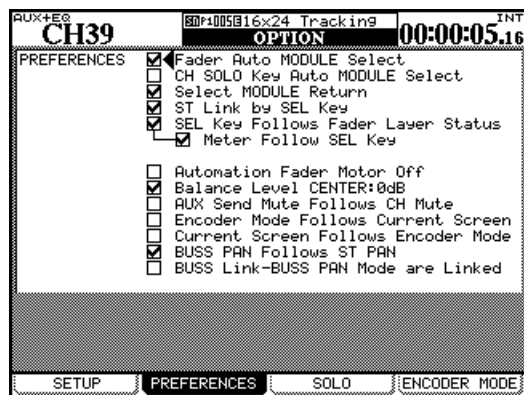 AUX+EQ
CH39
P1005 16x24 Tracking
OPTION
INT
00:00:05.16
PREFERENCES
Fader Auto MODULE Select
CH SOLO Key Auto MODULE Select
Select MODULE Return
ST Link by SEL Key
SEL Key Follows Fader Layer Status
Meter Follow SEL Key
Automation Fader Motor Off
Balance Level CENTER:0dB
AUX Send Mute Follows CH Mute
Encoder Mode Follows Current Screen
Current Screen Follows Encoder Mode
BUSS PAN Follows ST PAN
BUSS Link-BUSS PAN Mode are Linked
SETUP PREFERENCES SOLO ENCODER MODE